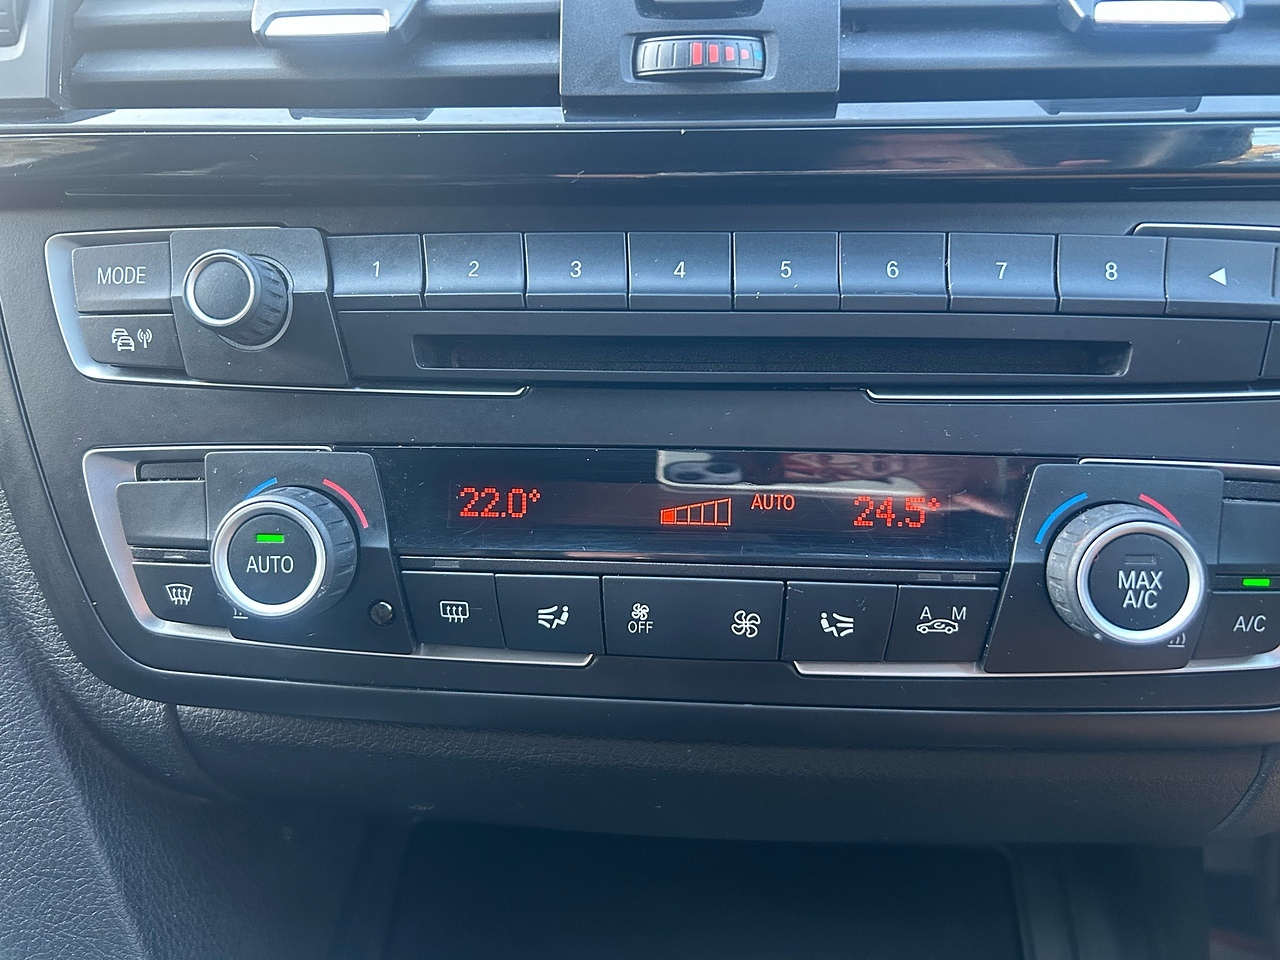 MODE 1 2 3 4 5 6 7 8
22.0° AUTO 24.5°
AUTO MAX
A/C
OFF A M A/C